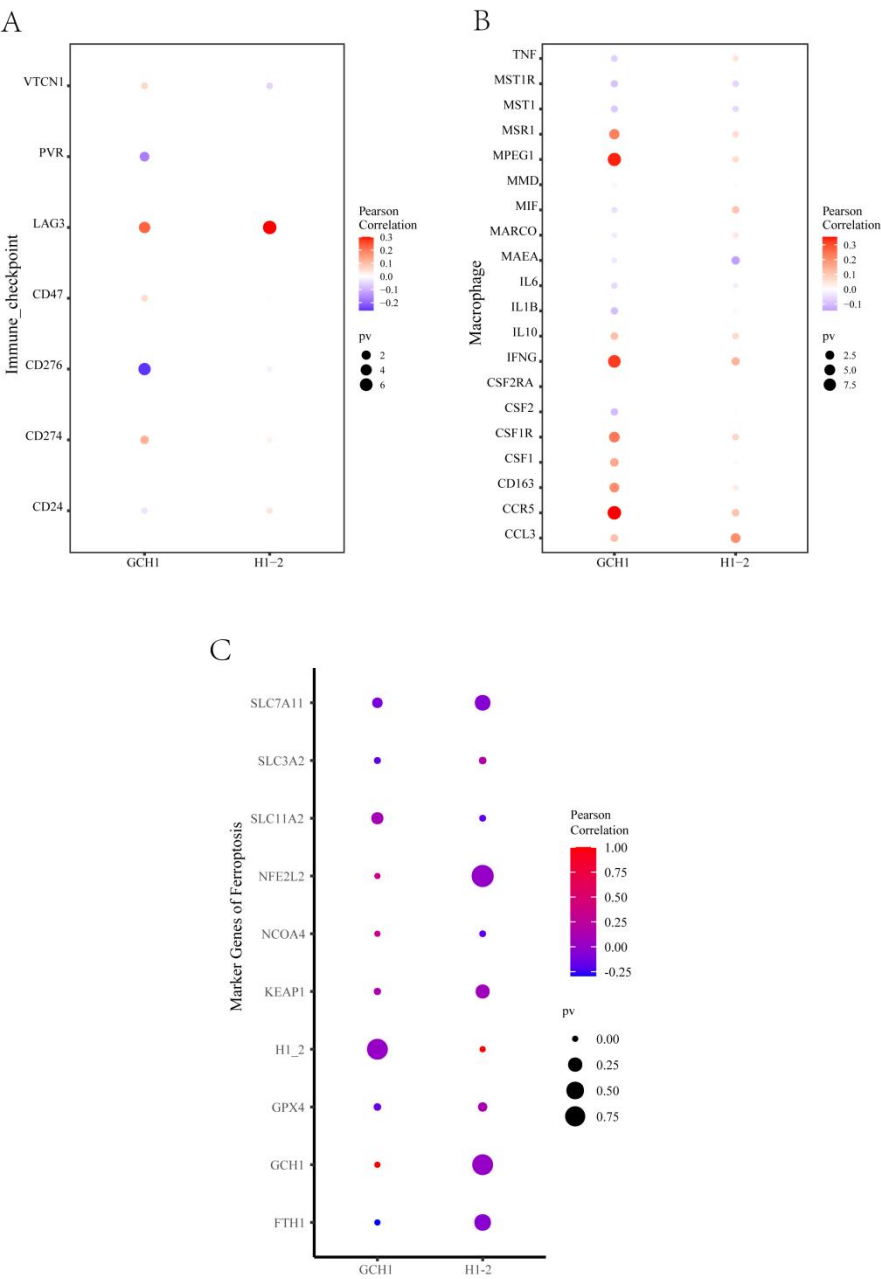 A
Immune_checkpoint
VTCN1
PVR
LAG3
CD47
CD276
CD274
CD24
GCH1
H1−2
Pearson
Correlation
0.3
0.2
0.1
0.0
−0.1
−0.2
pv
2
4
6
B
Macrophage
TNF
MST1R
MST1
MSR1
MPEG1
MMD
MIF
MARCO
MAEA
IL6
IL1B
IL10
IFNG
CSF2RA
CSF2
CSF1R
CSF1
CD163
CCR5
CCL3
GCH1
H1−2
Pearson
Correlation
0.3
0.2
0.1
0.0
−0.1
pv
2.5
5.0
7.5
C
Marker Genes of Ferroptosis
SLC7A11
SLC3A2
SLC11A2
NFE2L2
NCOA4
KEAP1
H1_2
GPX4
GCH1
FTH1
GCH1
H1-2
Pearson
Correlation
1.00
0.75
0.50
0.25
0.00
-0.25
pv
0.00
0.25
0.50
0.75